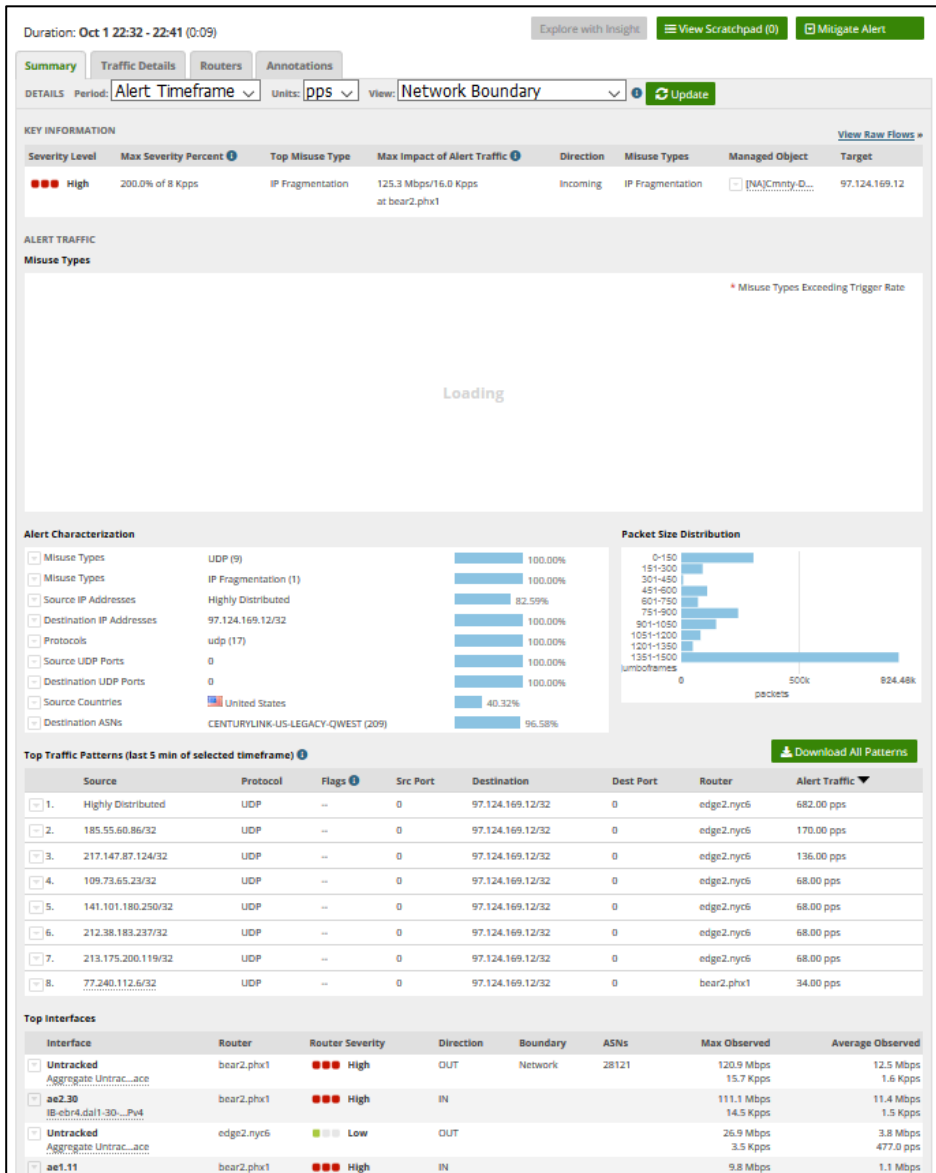 Duration: Oct 1 22:32 - 22:41 (0:09)
Explore with Insight View Scratchpad (0) Mitigate Alert
Summary Traffic Details Routers Annotations
DETAILS Period: Alert Timeframe Units: pps View: Network Boundary Update
KEY INFORMATION
View Raw Flows »
Severity Level Max Severity Percent Top Misuse Type Max Impact of Alert Traffic Direction Misuse Types Managed Object Target
High 200.0% of 8 Kpps IP Fragmentation 125.3 Mbps/16.0 Kpps Incoming IP Fragmentation [NA]Cmnty-D... 97.124.169.12
at bear2.phx1
ALERT TRAFFIC
Misuse Types
* Misuse Types Exceeding Trigger Rate
Loading
Alert Characterization
Misuse Types UDP (9) 100.00%
Misuse Types IP Fragmentation (1) 100.00%
Source IP Addresses Highly Distributed 82.59%
Destination IP Addresses 97.124.169.12/32 100.00%
Protocols udp (17) 100.00%
Source UDP Ports 0 100.00%
Destination UDP Ports 0 100.00%
Source Countries United States 40.32%
Destination ASNs CENTURYLINK-US-LEGACY-QWEST (209) 96.58%
Packet Size Distribution
0-150
151-300
301-450
451-600
601-750
751-900
901-1050
1051-1200
1201-1350
1351-1500
umboframes
0 500k 924.48k
packets
Top Traffic Patterns (last 5 min of selected timeframe) Download All Patterns
Source Protocol Flags Src Port Destination Dest Port Router Alert Traffic
1. Highly Distributed UDP -- 0 97.124.169.12/32 0 edge2.nyc6 682.00 pps
2. 185.55.60.86/32 UDP -- 0 97.124.169.12/32 0 edge2.nyc6 170.00 pps
3. 217.147.87.124/32 UDP -- 0 97.124.169.12/32 0 edge2.nyc6 136.00 pps
4. 109.73.65.23/32 UDP -- 0 97.124.169.12/32 0 edge2.nyc6 68.00 pps
5. 141.101.180.250/32 UDP -- 0 97.124.169.12/32 0 edge2.nyc6 68.00 pps
6. 212.38.183.237/32 UDP -- 0 97.124.169.12/32 0 edge2.nyc6 68.00 pps
7. 213.175.200.119/32 UDP -- 0 97.124.169.12/32 0 edge2.nyc6 68.00 pps
8. 77.240.112.6/32 UDP -- 0 97.124.169.12/32 0 bear2.phx1 34.00 pps
Top Interfaces
Interface Router Router Severity Direction Boundary ASNs Max Observed Average Observed
Untracked bear2.phx1 High OUT Network 28121 120.9 Mbps 12.5 Mbps
Aggregate Untrac...ace 15.7 Kpps 1.6 Kpps
ae2.30 bear2.phx1 High IN 111.1 Mbps 11.4 Mbps
IB-ebr4.dal1-30-...Pv4 14.5 Kpps 1.5 Kpps
Untracked edge2.nyc6 Low OUT 26.9 Mbps 3.8 Mbps
Aggregate Untrac...ace 3.5 Kpps 477.0 pps
ae1.11 bear2.phx1 High IN 9.8 Mbps 1.1 Mbps